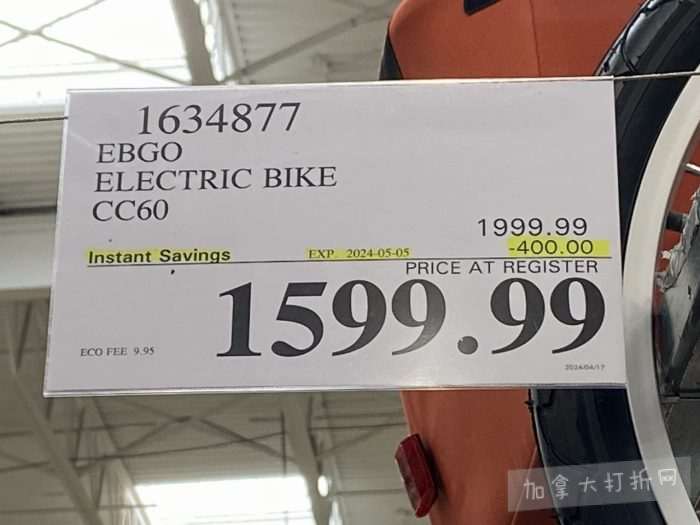 1634877
EBGO
ELECTRIC BIKE
CC60
1999.99
Instant Savings EXP. 2024-05-05 -400.00
PRICE AT REGISTER
1599.99
ECO FEE 9.95
2024/04/17
加拿大打折网